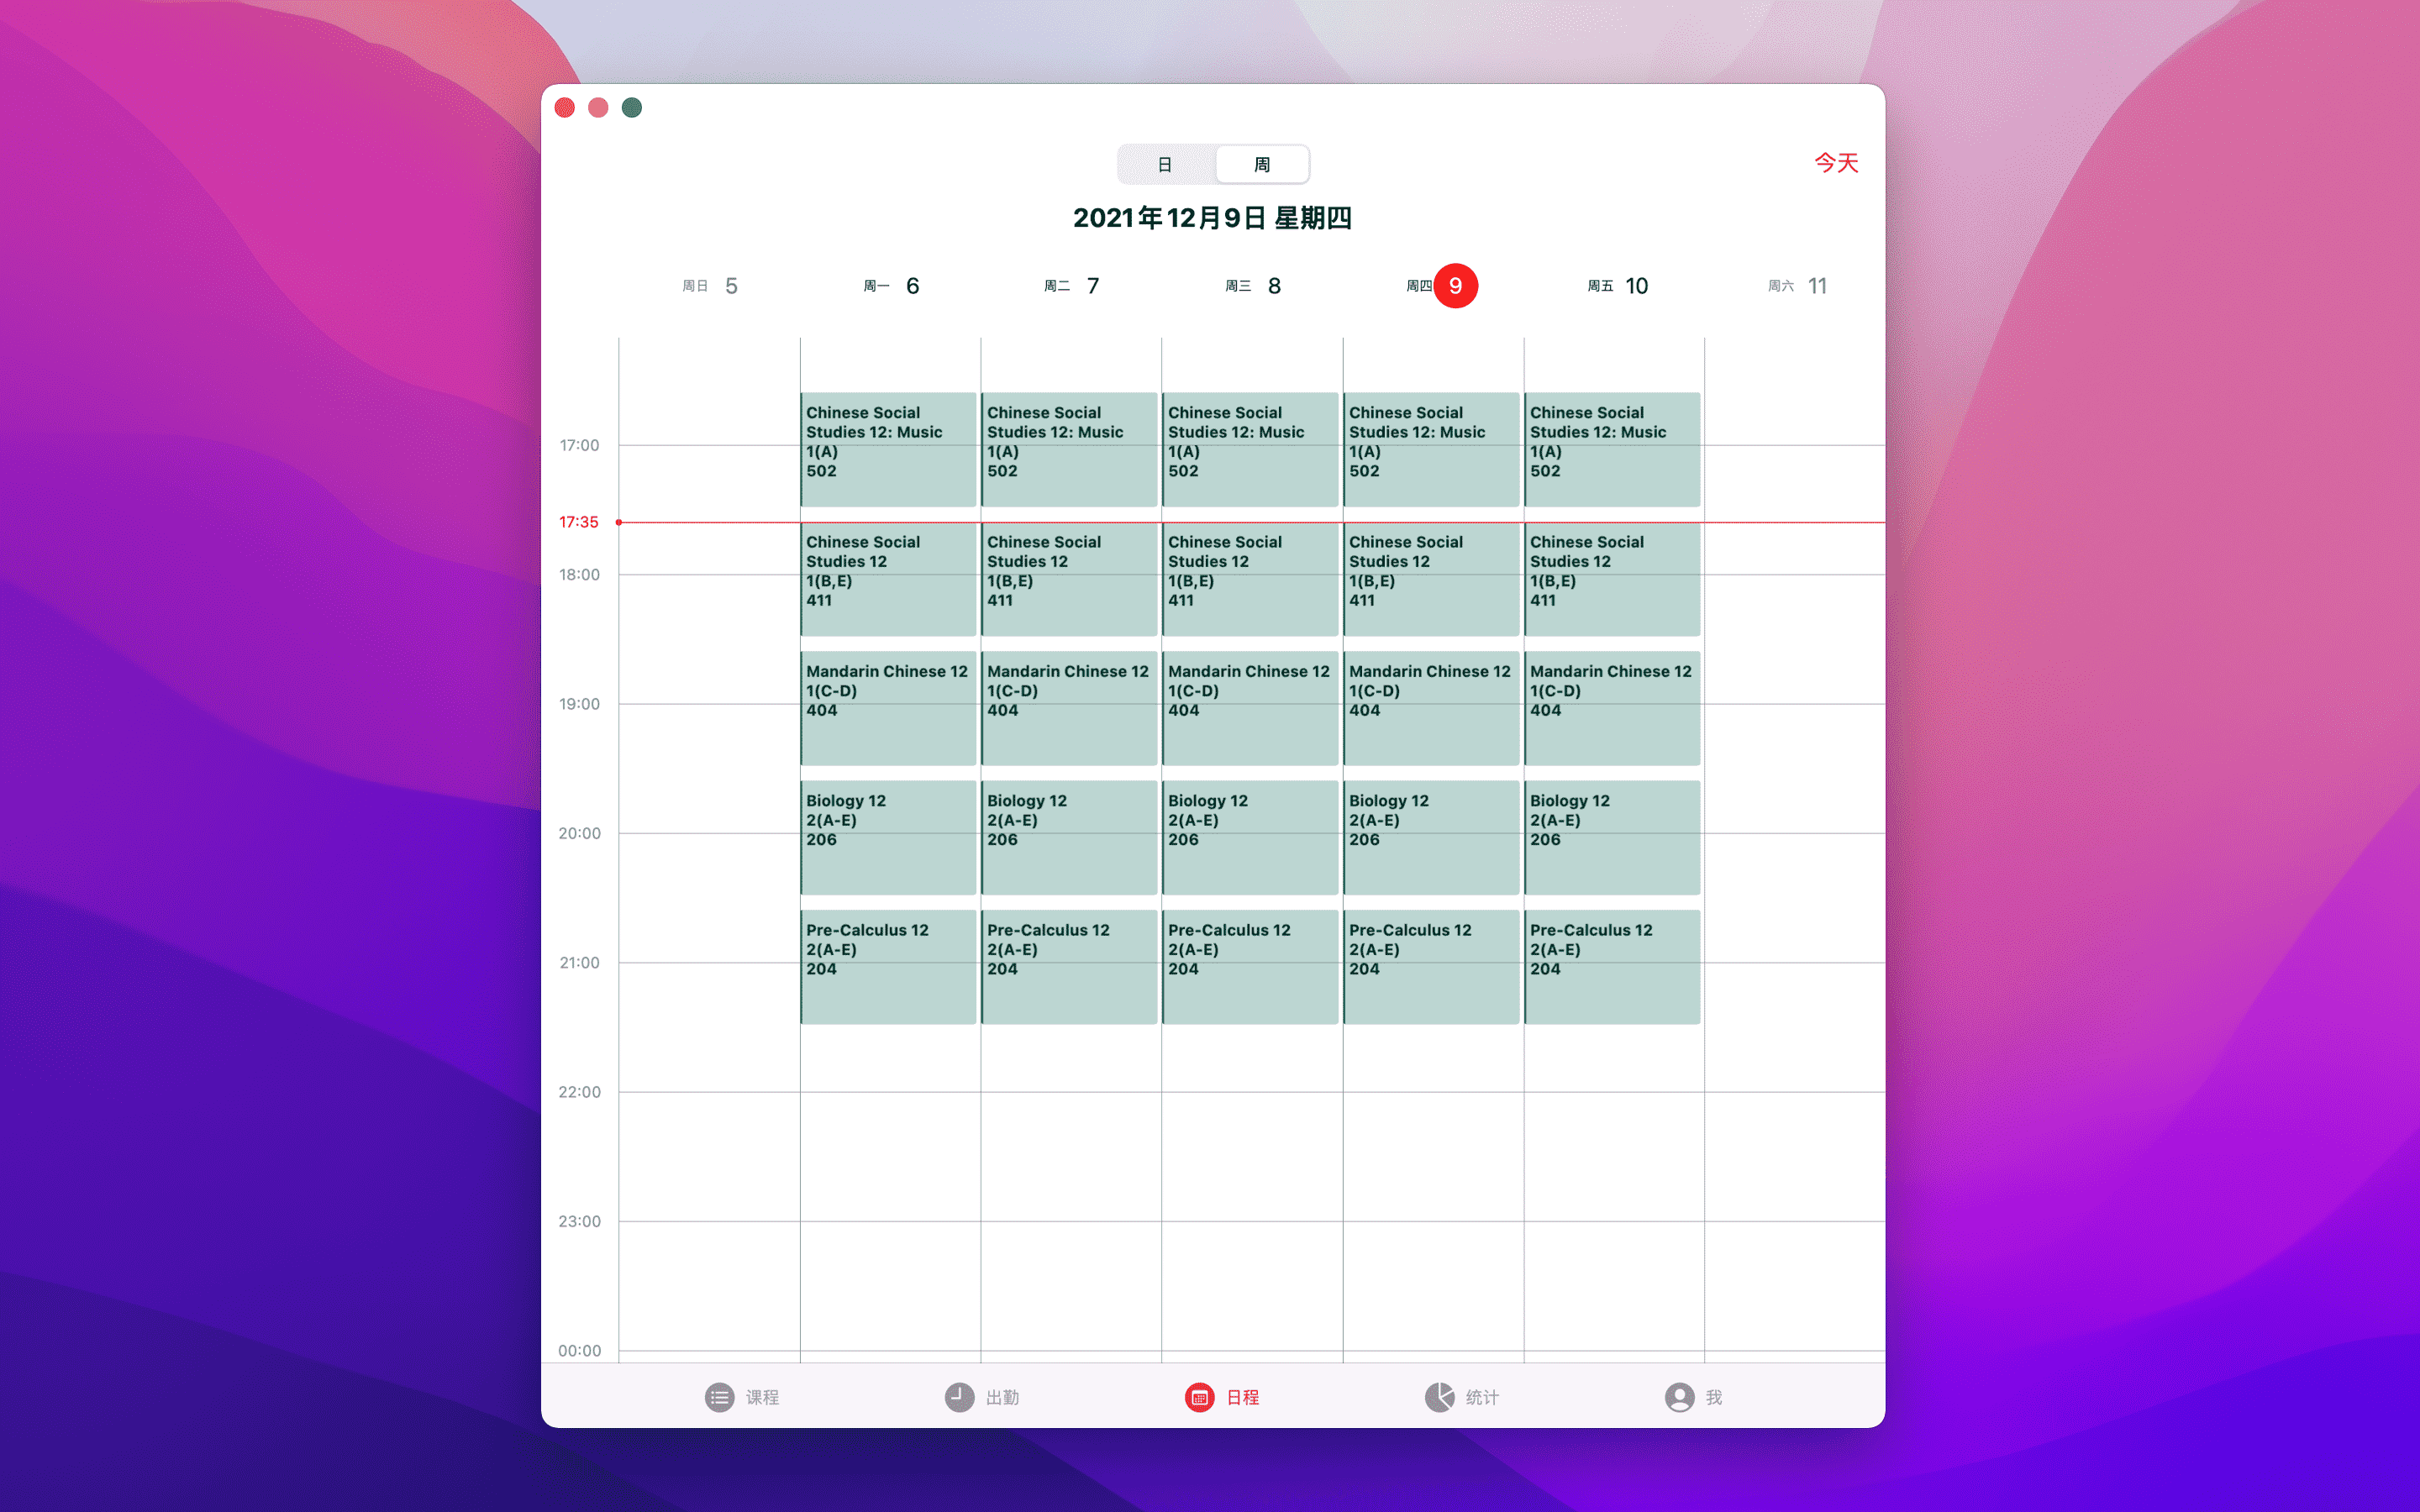 日 周
今天
2021年12月9日 星期四
周日 5 周一 6 周二 7 周三 8 周四 9 周五 10 周六 11
Chinese Social Chinese Social Chinese Social Chinese Social Chinese Social
Studies 12: Music Studies 12: Music Studies 12: Music Studies 12: Music Studies 12: Music
17:00
1(A) 1(A) 1(A) 1(A) 1(A)
502 502 502 502 502
17:35
Chinese Social Chinese Social Chinese Social Chinese Social Chinese Social
Studies 12 Studies 12 Studies 12 Studies 12 Studies 12
18:00
1(B,E) 1(B,E) 1(B,E) 1(B,E) 1(B,E)
411 411 411 411 411
Mandarin Chinese 12 Mandarin Chinese 12 Mandarin Chinese 12 Mandarin Chinese 12 Mandarin Chinese 12
1(C-D) 1(C-D) 1(C-D) 1(C-D) 1(C-D)
19:00
404 404 404 404 404
Biology 12 Biology 12 Biology 12 Biology 12 Biology 12
2(A-E) 2(A-E) 2(A-E) 2(A-E) 2(A-E)
20:00
206 206 206 206 206
Pre-Calculus 12 Pre-Calculus 12 Pre-Calculus 12 Pre-Calculus 12 Pre-Calculus 12
2(A-E) 2(A-E) 2(A-E) 2(A-E) 2(A-E)
21:00
204 204 204 204 204
22:00
23:00
00:00
课程 出勤 日程 统计 我